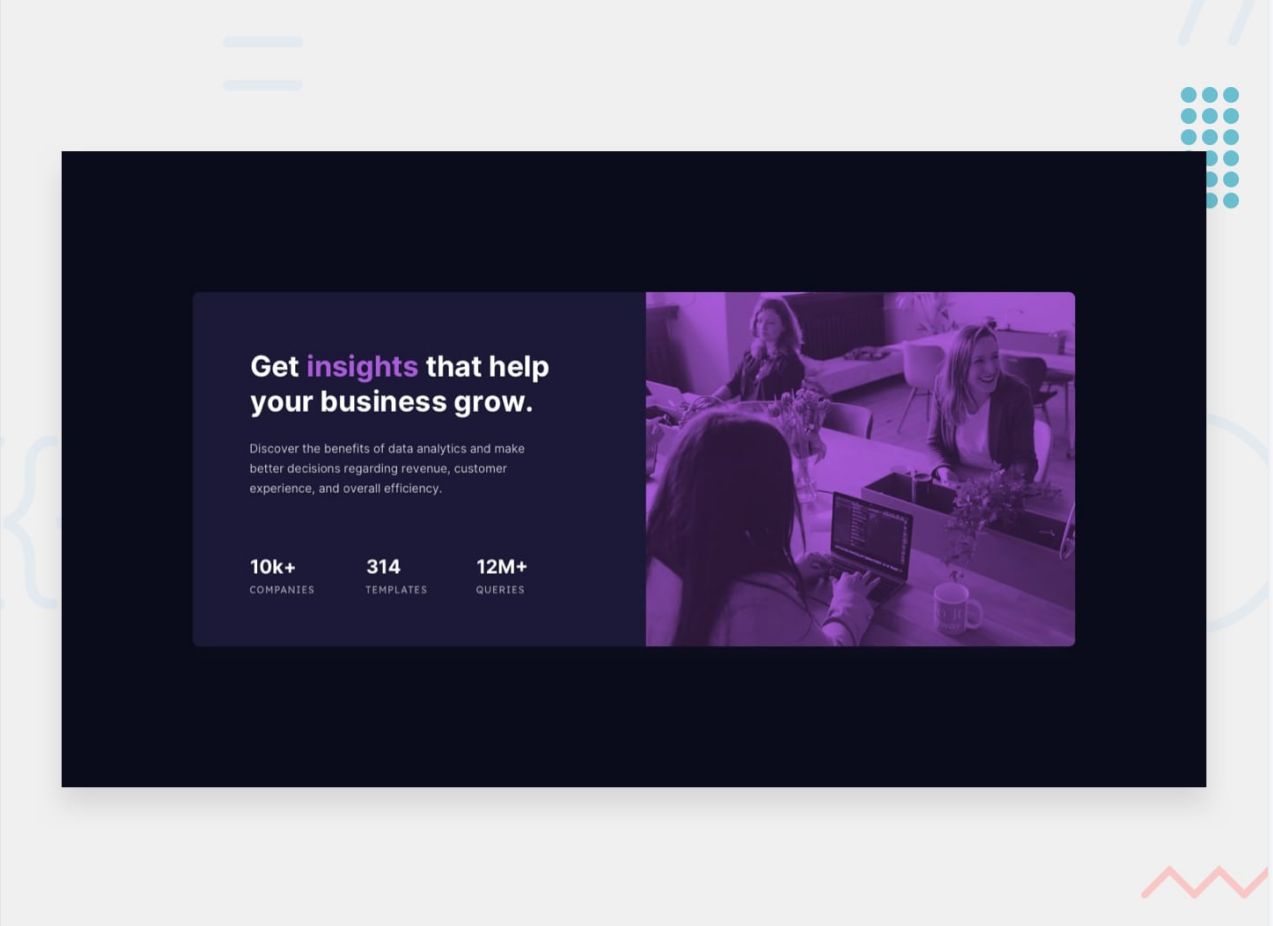 Get insights that help
your business grow.
Discover the benefits of data analytics and make
better decisions regarding revenue, customer
experience, and overall efficiency.
10k+ 314 12M+
COMPANIES TEMPLATES QUERIES